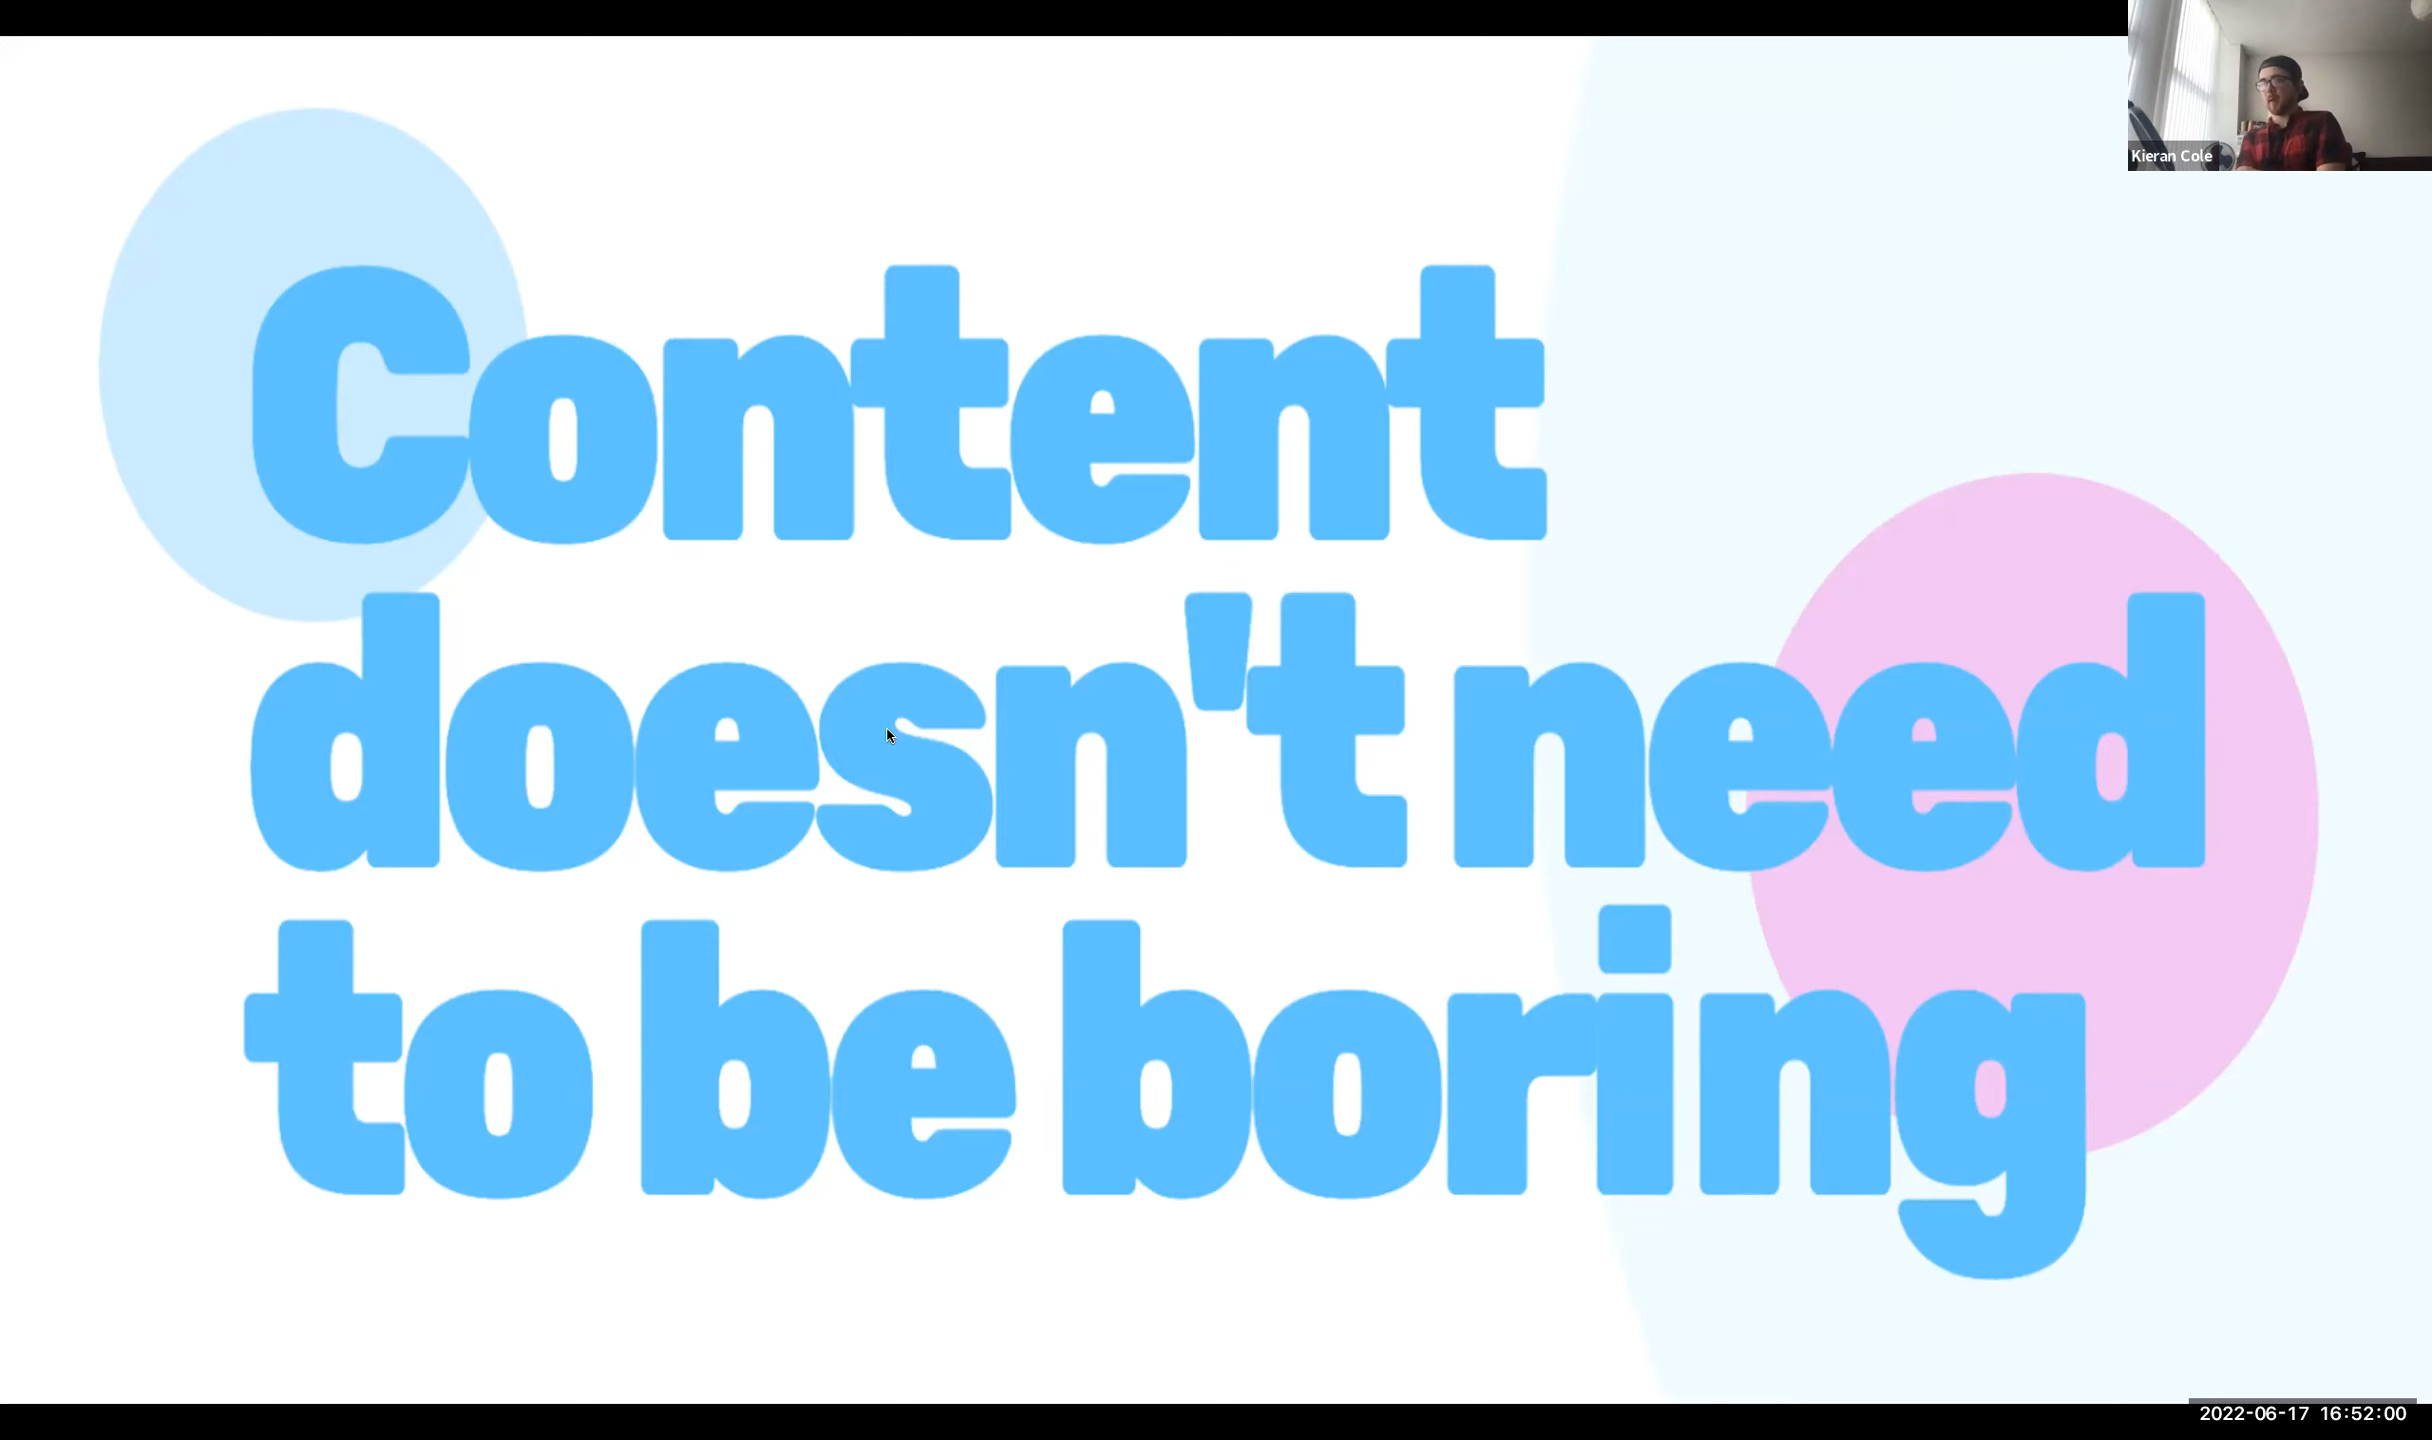 Kieran Cole
Content
doesn't need
to be boring
2022-06-17 16:52:00